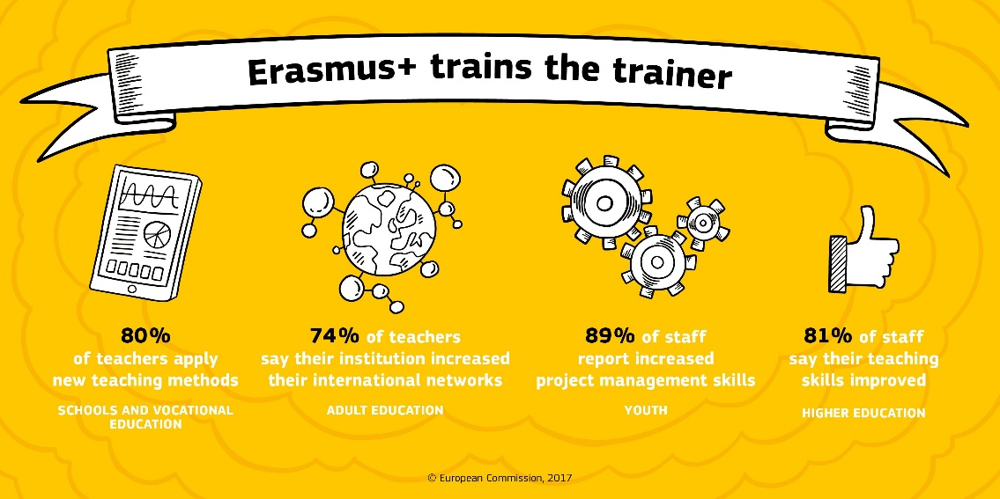 Erasmus+ trains the trainer
80%
of teachers apply
new teaching methods
SCHOOLS AND VOCATIONAL
EDUCATION
74% of teachers
say their institution increased
their international networks
ADULT EDUCATION
89% of staff
report increased
project management skills
YOUTH
81% of staff
say their teaching
skills improved
HIGHER EDUCATION
© European Commission, 2017